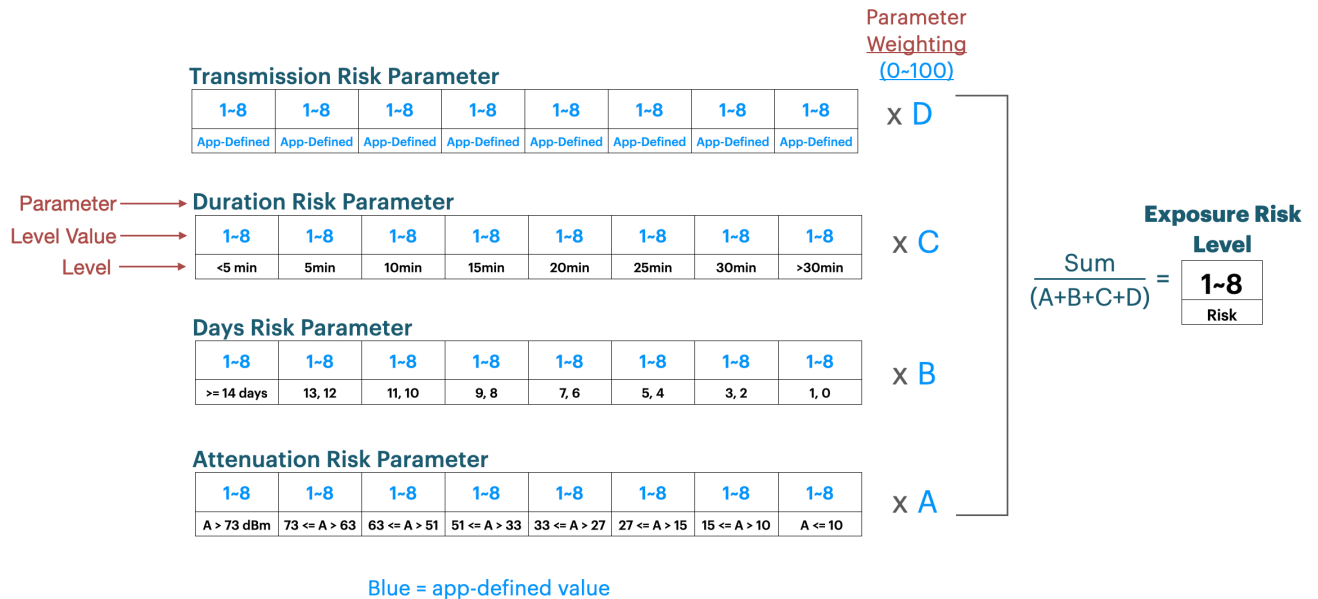 Parameter
Weighting
(0~100)
Transmission Risk Parameter
1~8 1~8 1~8 1~8 1~8 1~8 1~8 1~8
App-Defined App-Defined App-Defined App-Defined App-Defined App-Defined App-Defined App-Defined
x D
Parameter
Duration Risk Parameter
Level Value
1~8 1~8 1~8 1~8 1~8 1~8 1~8 1~8
Level
<5 min 5min 10min 15min 20min 25min 30min >30min
x C
Days Risk Parameter
1~8 1~8 1~8 1~8 1~8 1~8 1~8 1~8
>= 14 days 13, 12 11, 10 9, 8 7, 6 5, 4 3, 2 1, 0
x B
Attenuation Risk Parameter
1~8 1~8 1~8 1~8 1~8 1~8 1~8 1~8
A > 73 dBm 73 <= A > 63 63 <= A > 51 51 <= A > 33 33 <= A > 27 27 <= A > 15 15 <= A > 10 A <= 10
x A
Sum
(A+B+C+D)
=
Exposure Risk
Level
1~8
Risk
Blue = app-defined value